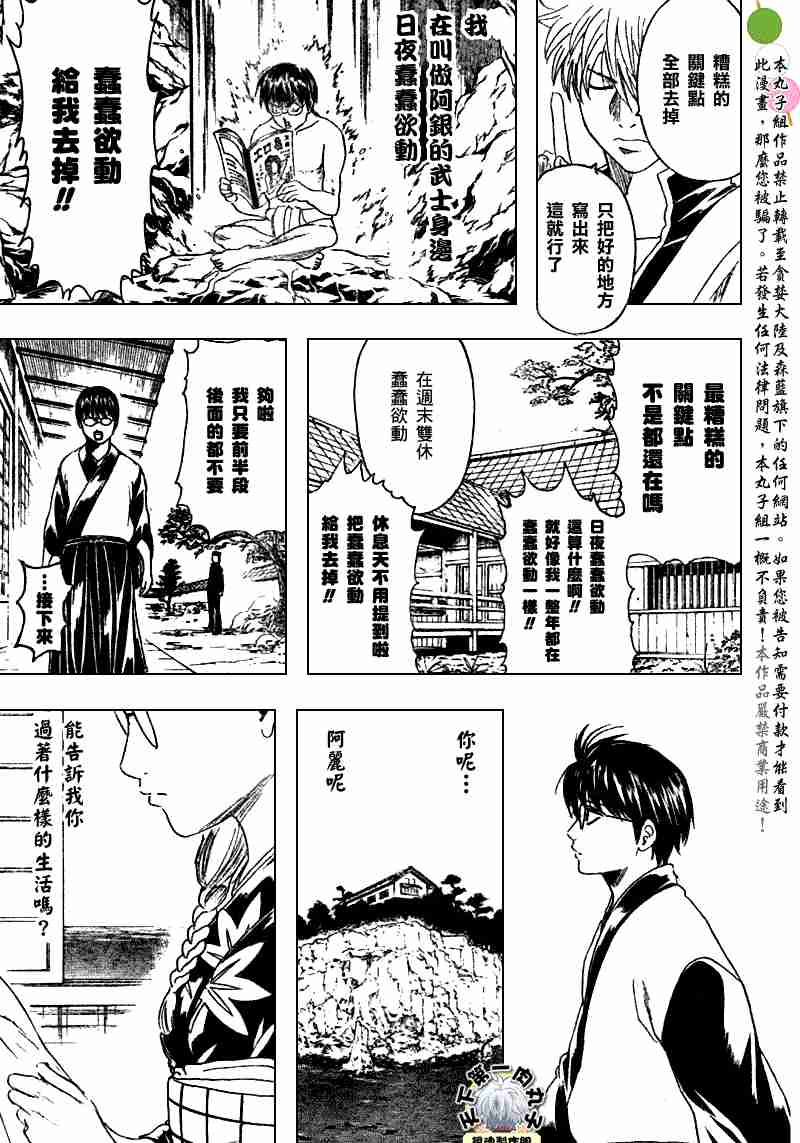 糟糕的
關鍵點
全部去掉
只把好的地方
寫出來
這就行了
我
在叫做阿銀的武士身邊
日夜蠢蠢欲動
蠢蠢欲動
給我去掉!!
最糟糕的
關鍵點
不是都還在嗎
日夜蠢蠢欲動
這算什麼啊!!
就好像我一整年都在
蠢蠢欲動一樣!!
在週末雙休
蠢蠢欲動
休息天不用提到啦
把蠢蠢欲動
給我去掉!!
夠啦
我只要前半段
後面的都不要
…接下來
你呢…
阿麗呢
能告訴我你
過著什麼樣的生活嗎?
本丸子組作品禁止轉載至貪婪大陸及森藍旗下的任何網站。如果您被告知需要付款才能看到
此漫畫，那麼您被騙了。若發生任何法律問題，本丸子組一概不負責！本作品嚴禁商業用途！
天下第一肉丸子